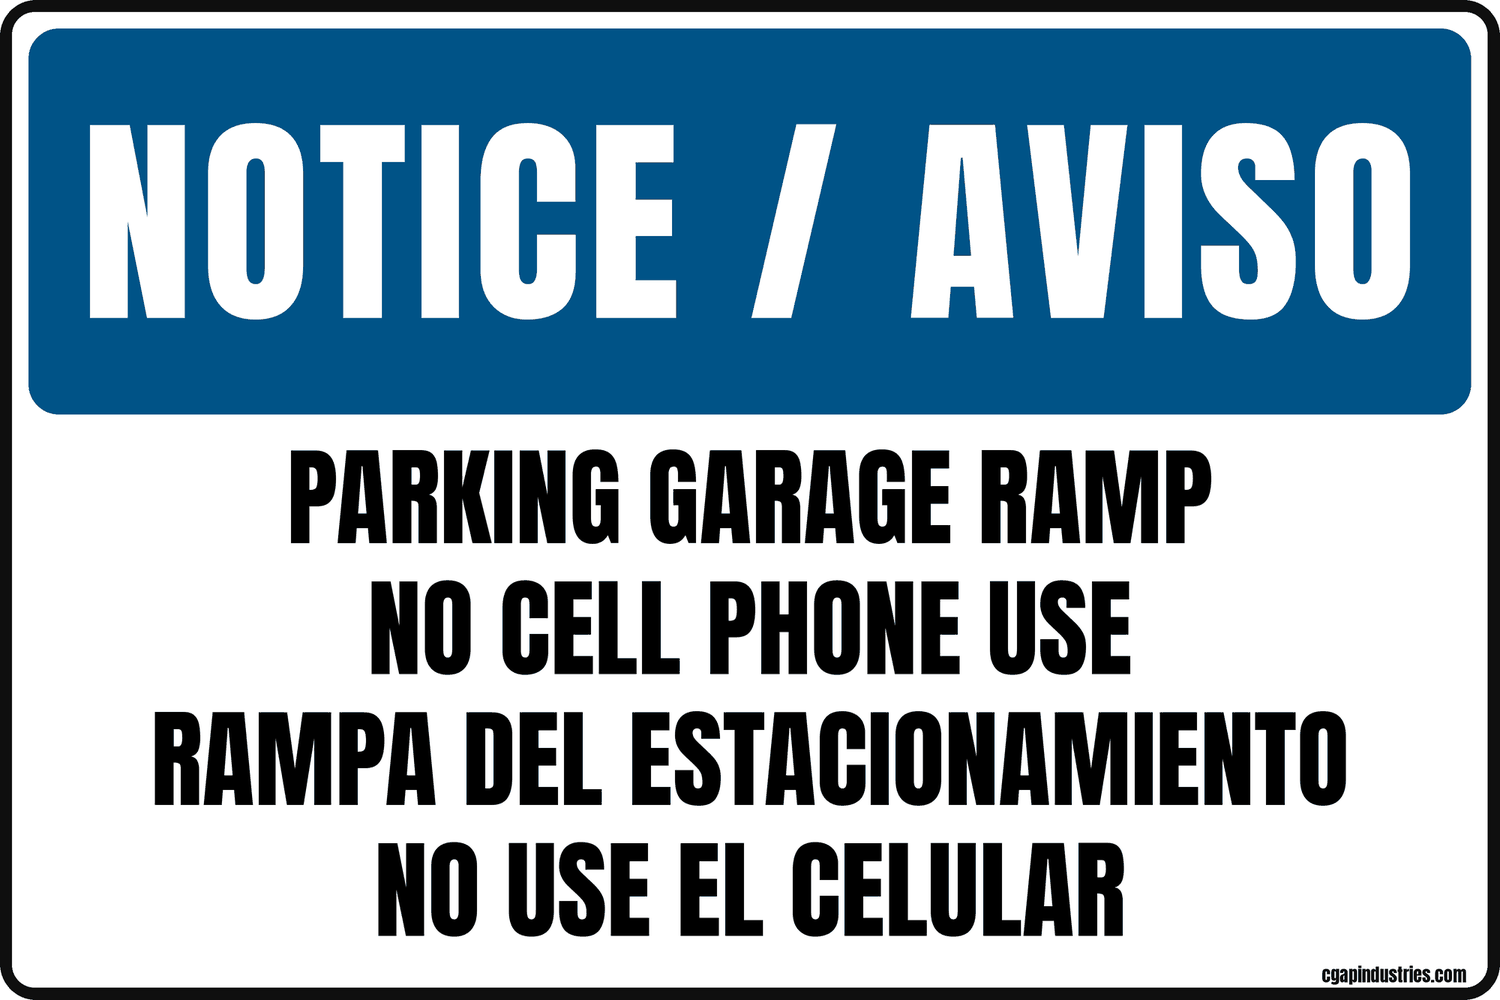 NOTICE / AVISO
PARKING GARAGE RAMP
NO CELL PHONE USE
RAMPA DEL ESTACIONAMIENTO
NO USE EL CELULAR
cgapindustries.com